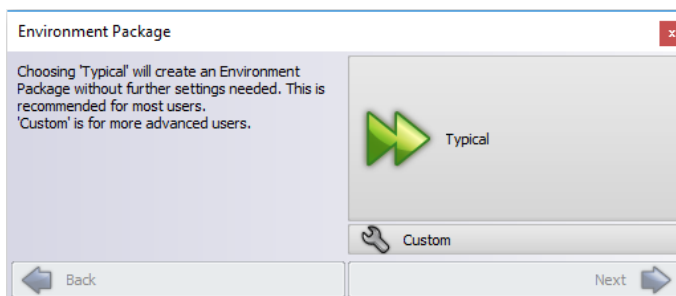 Environment Package
x
Choosing 'Typical' will create an Environment
Package without further settings needed. This is
recommended for most users.
'Custom' is for more advanced users.
Typical
Custom
Back
Next